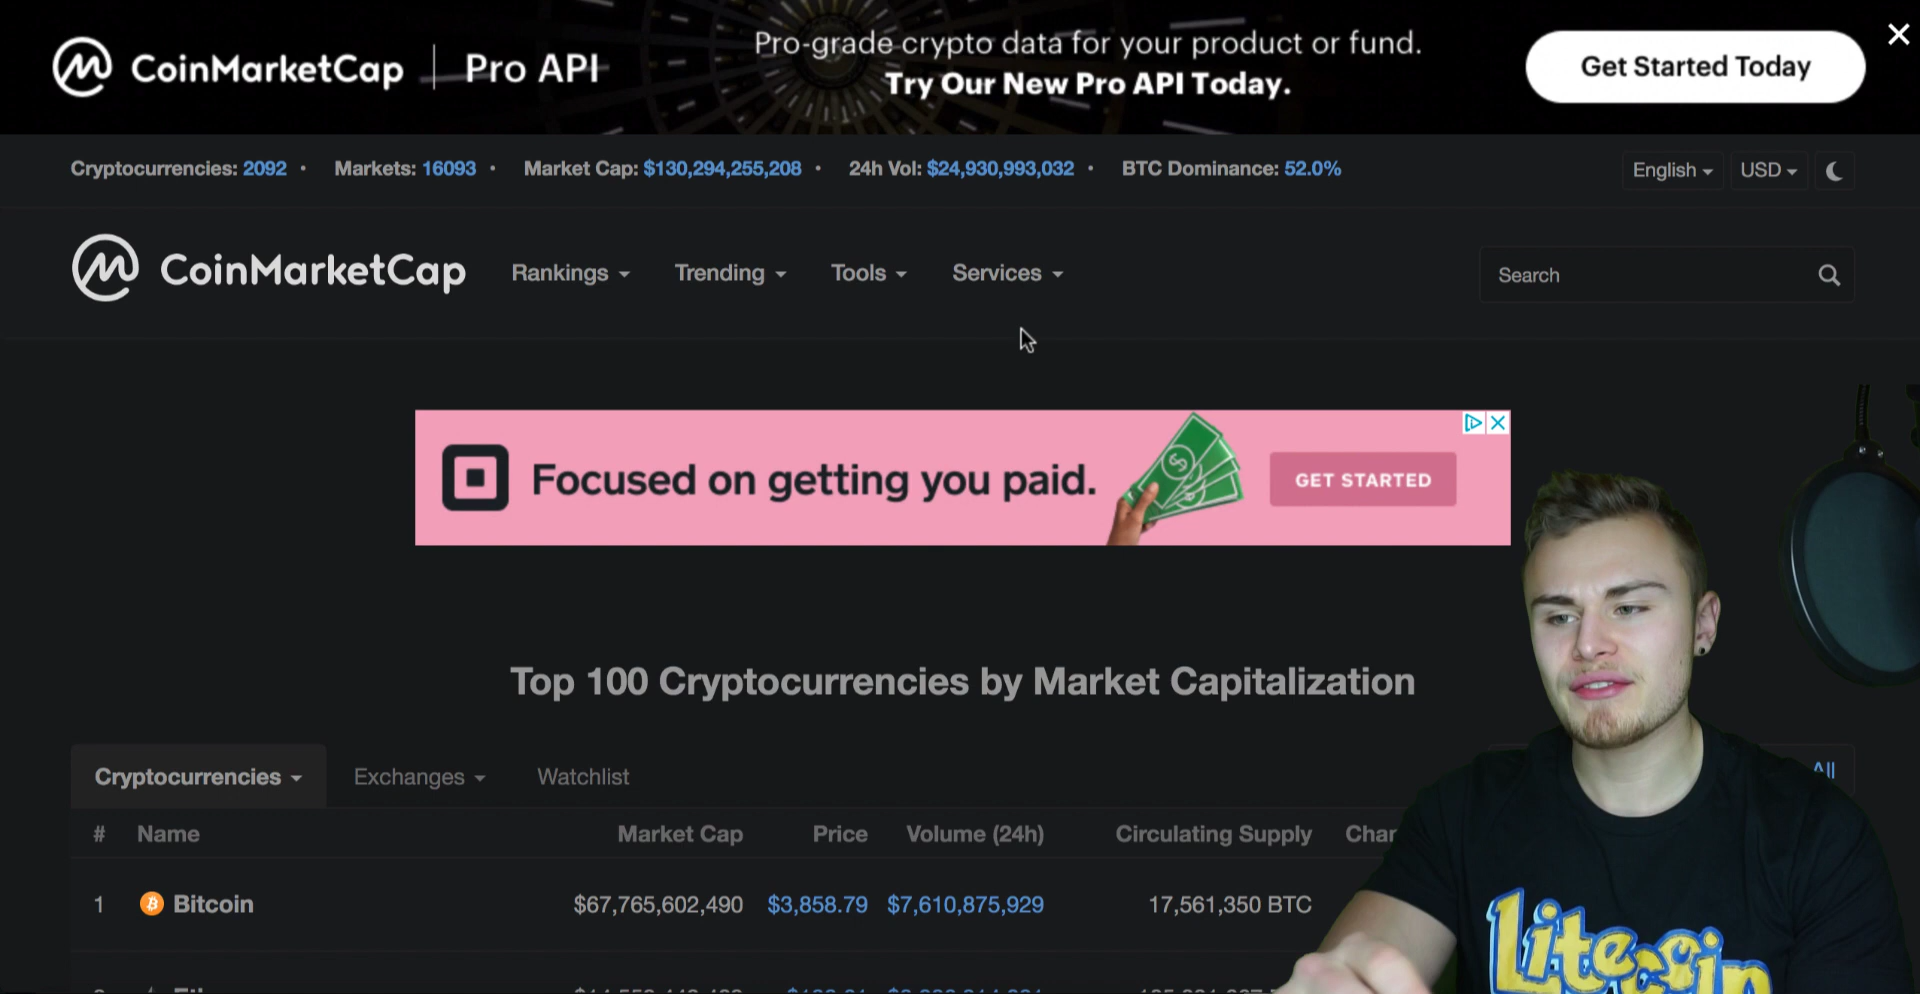 CoinMarketCap | Pro API
Pro-grade crypto data for your product or fund.
Try Our New Pro API Today.
Get Started Today
Cryptocurrencies: 2092 • Markets: 16093 • Market Cap: $130,294,255,208 • 24h Vol: $24,930,993,032 • BTC Dominance: 52.0%
English
USD
CoinMarketCap
Rankings
Trending
Tools
Services
Search
Focused on getting you paid.
GET STARTED
Top 100 Cryptocurrencies by Market Capitalization
Cryptocurrencies
Exchanges
Watchlist
All
# Name Market Cap Price Volume (24h) Circulating Supply
1 Bitcoin $67,765,602,490 $3,858.79 $7,610,875,929 17,561,350 BTC
Litecoin